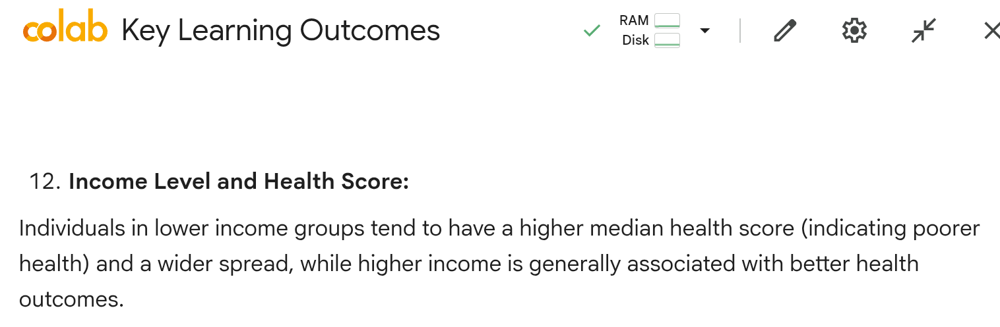 colab Key Learning Outcomes
RAM
Disk
12. Income Level and Health Score:
Individuals in lower income groups tend to have a higher median health score (indicating poorer
health) and a wider spread, while higher income is generally associated with better health
outcomes.